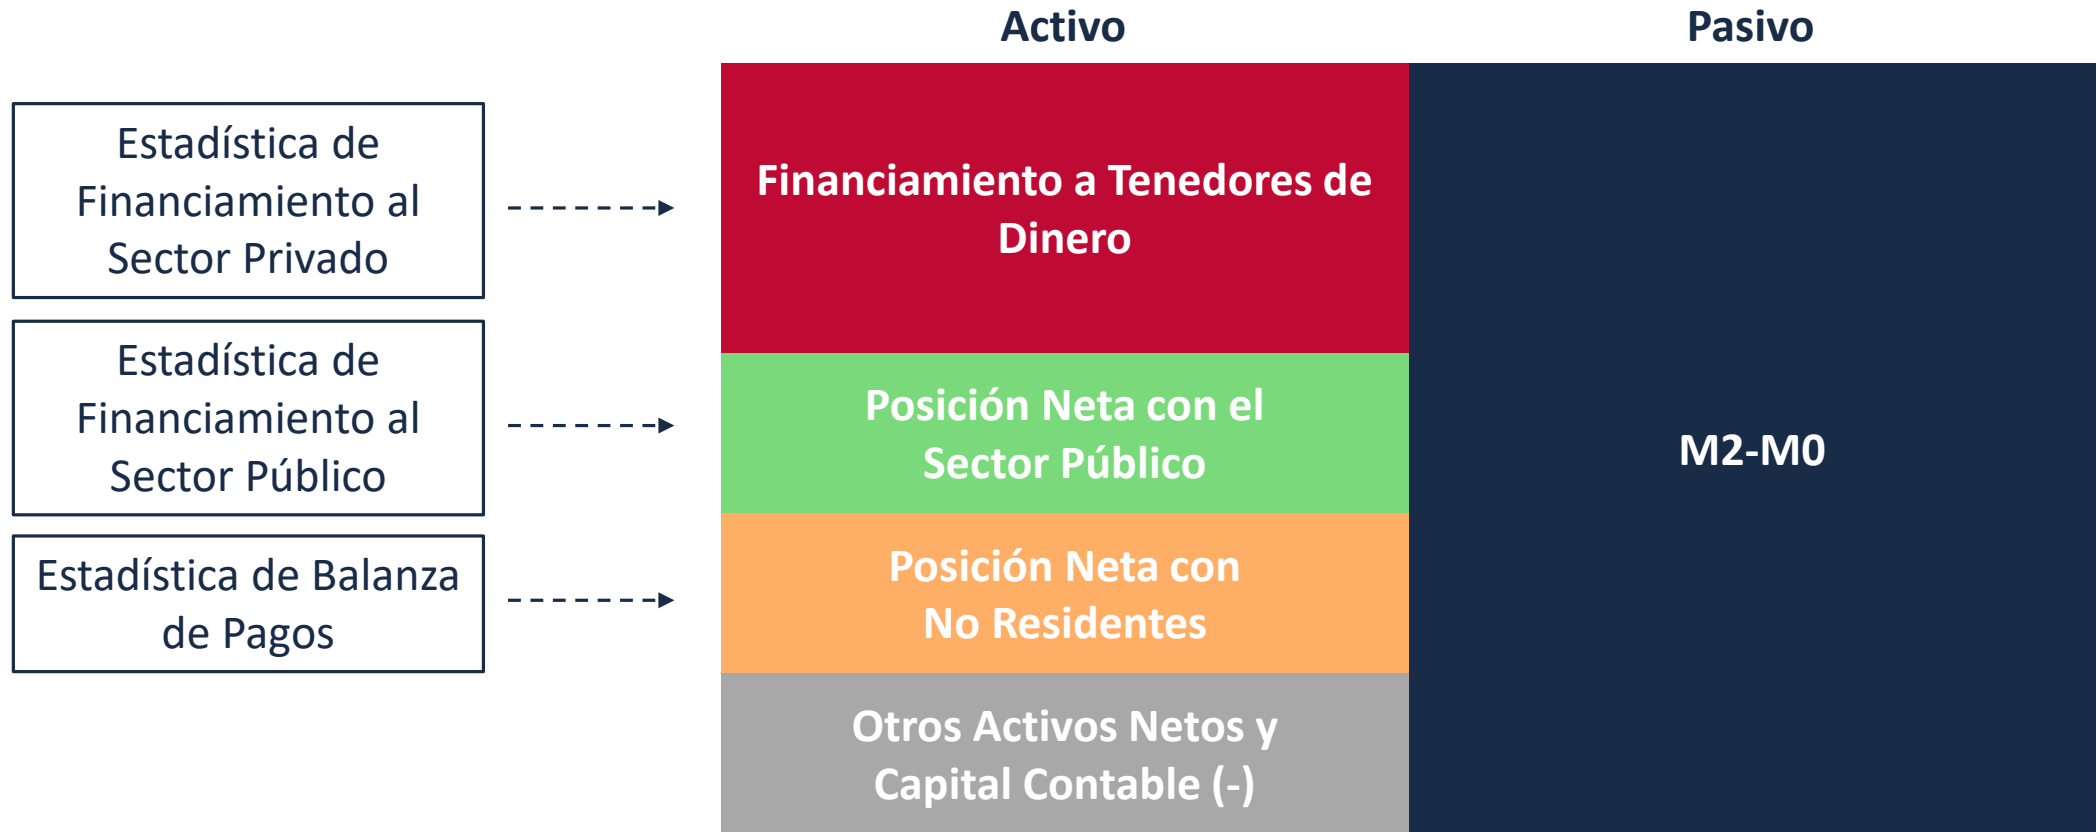 Activo
Pasivo
Estadística de
Financiamiento al
Sector Privado
Financiamiento a Tenedores de
Dinero
Estadística de
Financiamiento al
Sector Público
Posición Neta con el
Sector Público
M2-M0
Estadística de Balanza
de Pagos
Posición Neta con
No Residentes
Otros Activos Netos y
Capital Contable (-)